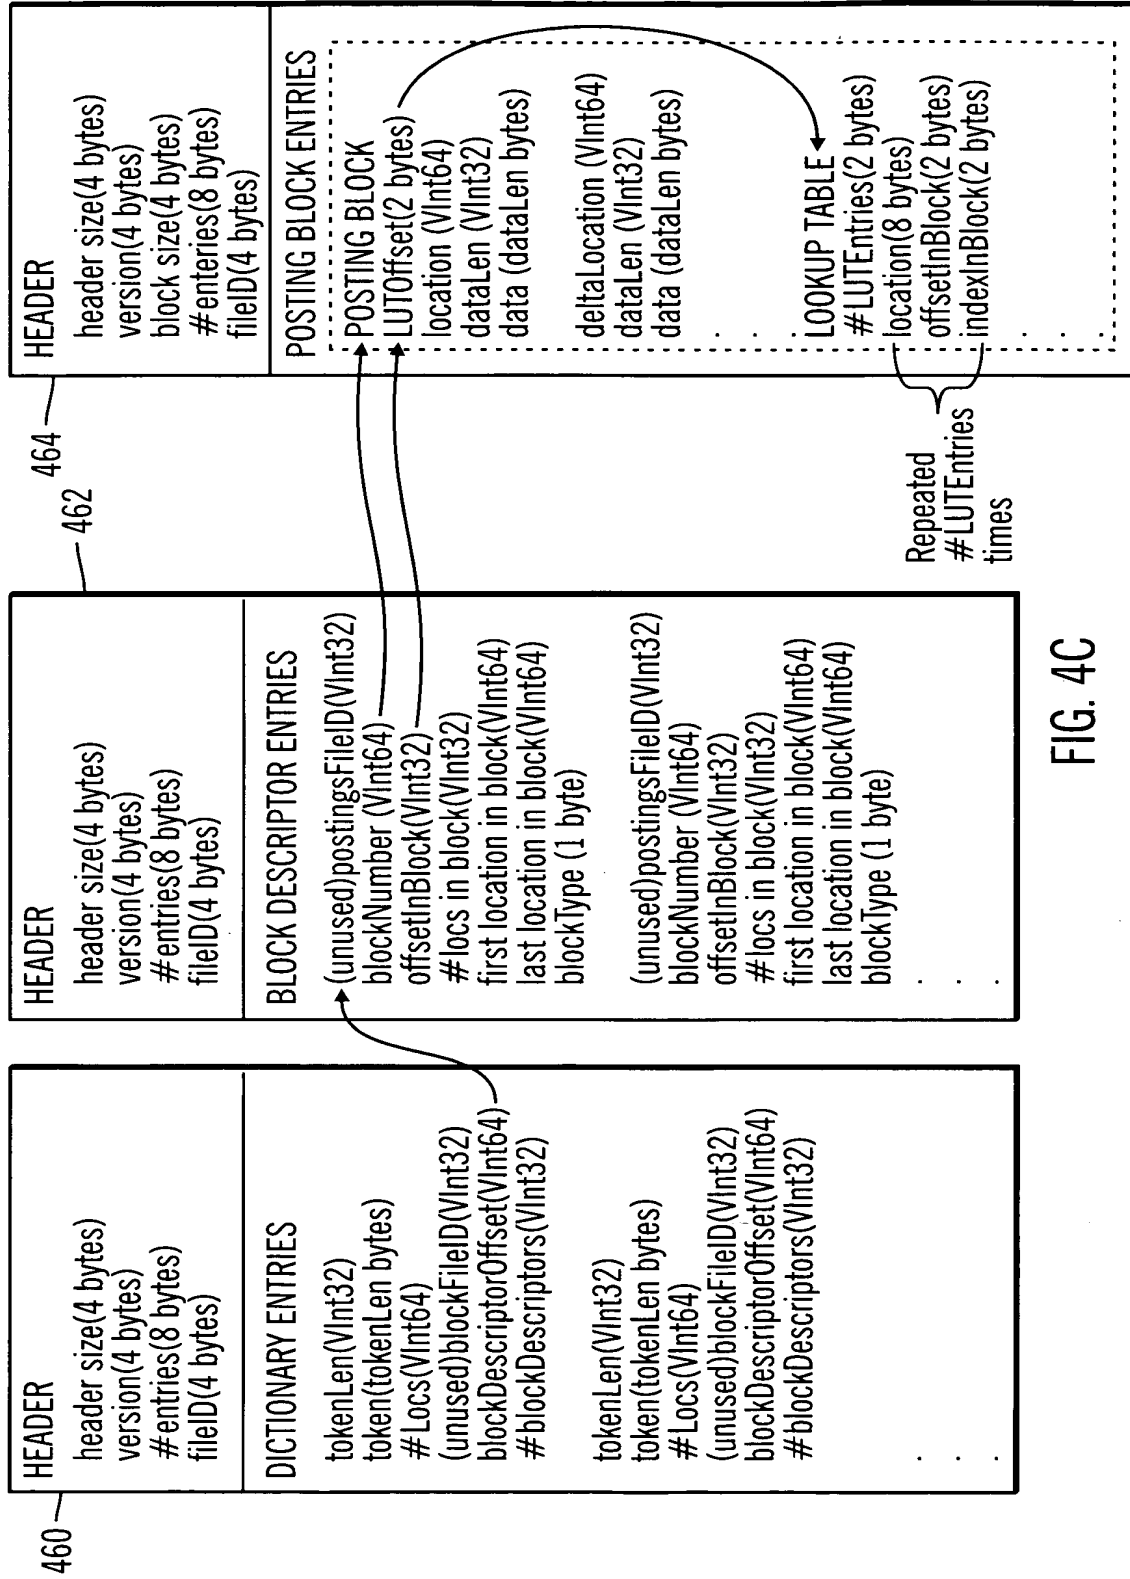 460
HEADER
header size(4 bytes)
version(4 bytes)
#entries(8 bytes)
fileID(4 bytes)
DICTIONARY ENTRIES
tokenLen(VInt32)
token(tokenLen bytes)
#Locs(VInt64)
(unused)blockFileID(VInt32)
blockDescriptorOffset(VInt64)
#blockDescriptors(VInt32)
tokenLen(VInt32)
token(tokenLen bytes)
#Locs(VInt64)
(unused)blockFileID(VInt32)
blockDescriptorOffset(VInt64)
#blockDescriptors(VInt32)
.
.
.
462
HEADER
header size(4 bytes)
version(4 bytes)
#entries(8 bytes)
fileID(4 bytes)
BLOCK DESCRIPTOR ENTRIES
(unused)postingsFileID(VInt32)
blockNumber (VInt64)
offsetInBlock(VInt32)
#locs in block(VInt32)
first location in block(VInt64)
last location in block(VInt64)
blockType (1 byte)
(unused)postingsFileID(VInt32)
blockNumber (VInt64)
offsetInBlock(VInt32)
#locs in block(VInt32)
first location in block(VInt64)
last location in block(VInt64)
blockType (1 byte)
.
.
.
464
HEADER
header size(4 bytes)
version(4 bytes)
block size(4 bytes)
#enteries(8 bytes)
fileID(4 bytes)
POSTING BLOCK ENTRIES
POSTING BLOCK
LUTOffset(2 bytes)
location (VInt64)
dataLen (VInt32)
data (dataLen bytes)
deltaLocation (VInt64)
dataLen (VInt32)
data (dataLen bytes)
.
.
.
LOOKUP TABLE
#LUTEntries(2 bytes)
location(8 bytes)
offsetInBlock(2 bytes)
indexInBlock(2 bytes)
.
.
.
Repeated
#LUTEntries
times
FIG. 4C